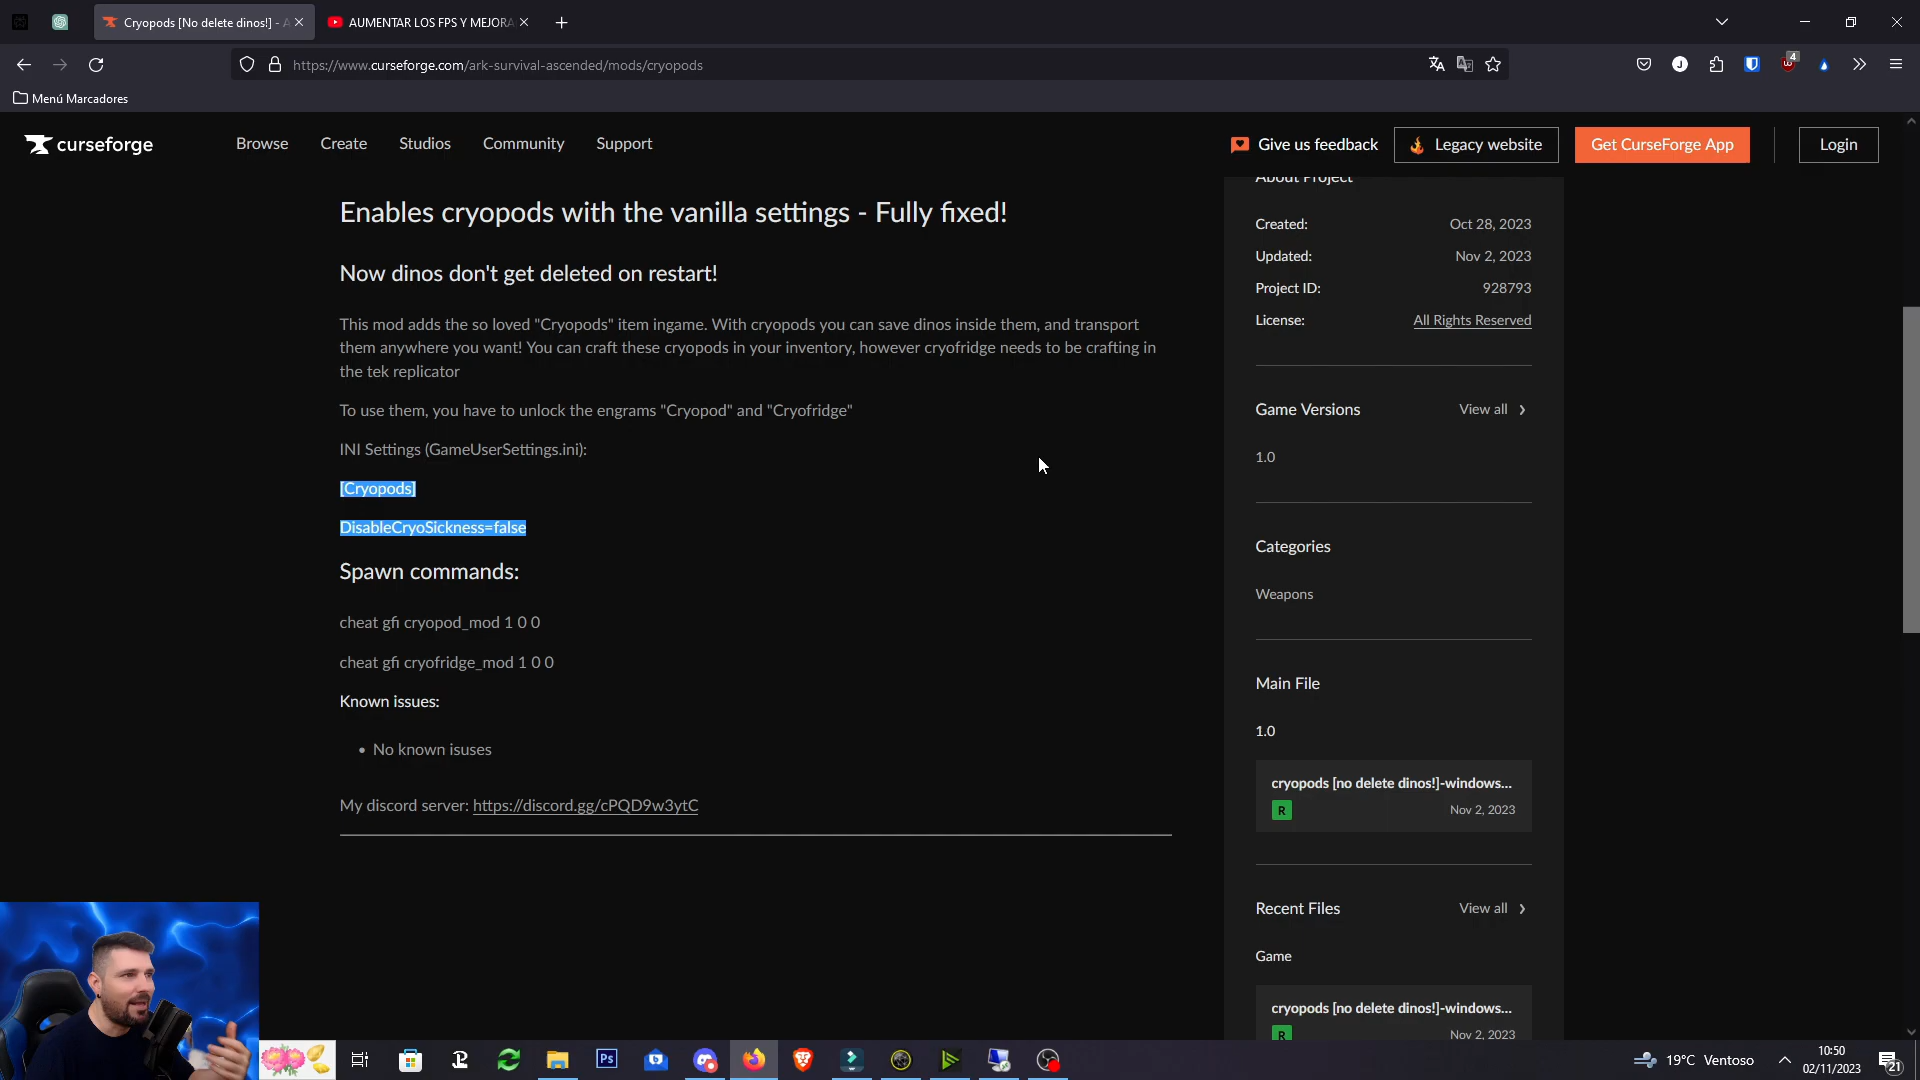 Cryopods [No delete dinos!] - A
AUMENTAR LOS FPS Y MEJORA
https://www.curseforge.com/ark-survival-ascended/mods/cryopods
4
Menú Marcadores
curseforge
Browse
Create
Studios
Community
Support
Give us feedback
Legacy website
Get CurseForge App
Login
Enables cryopods with the vanilla settings - Fully fixed!
Now dinos don't get deleted on restart!
This mod adds the so loved "Cryopods" item ingame. With cryopods you can save dinos inside them, and transport
them anywhere you want! You can craft these cryopods in your inventory, however cryofridge needs to be crafting in
the tek replicator
To use them, you have to unlock the engrams "Cryopod" and "Cryofridge"
INI Settings (GameUserSettings.ini):
[Cryopods]
DisableCryoSickness=false
Spawn commands:
cheat gfi cryopod_mod 1 0 0
cheat gfi cryofridge_mod 1 0 0
Known issues:
• No known isuses
My discord server: https://discord.gg/cPQD9w3ytC
About Project
Created: Oct 28, 2023
Updated: Nov 2, 2023
Project ID: 928793
License: All Rights Reserved
Game Versions View all
1.0
Categories
Weapons
Main File
1.0
cryopods [no delete dinos!]-windows...
R Nov 2, 2023
Recent Files View all
Game
cryopods [no delete dinos!]-windows...
R Nov 2, 2023
Ps
19°C Ventoso
10:50
02/11/2023
21